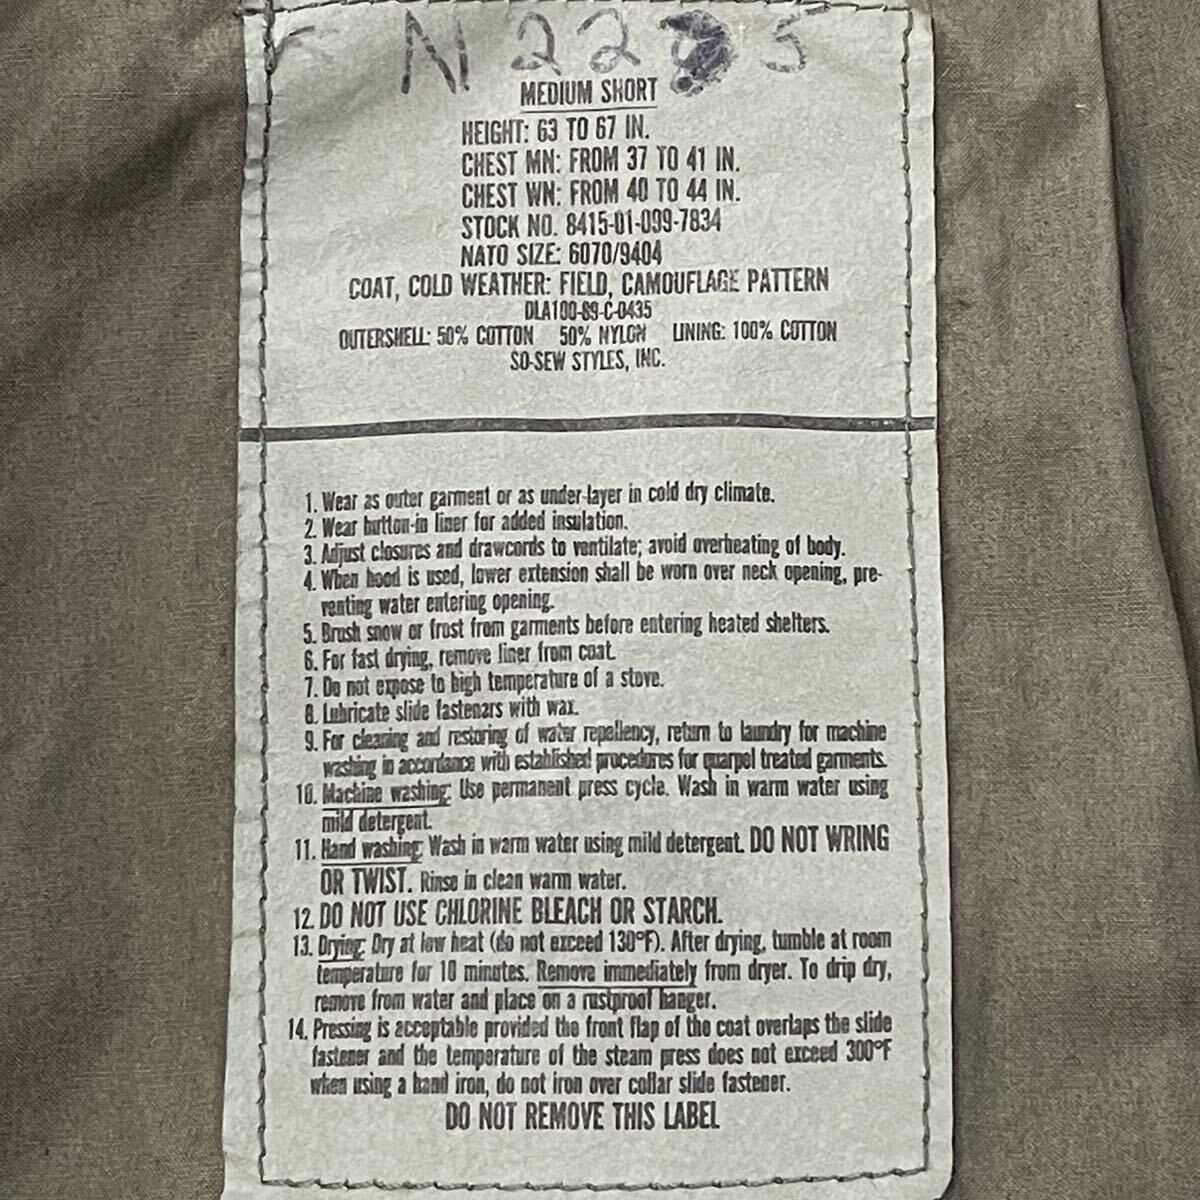 N 22 5
MEDIUM SHORT
HEIGHT: 63 TO 67 IN.
CHEST MN: FROM 37 TO 41 IN.
CHEST WN: FROM 40 TO 44 IN.
STOCK NO. 8415-01-099-7834
NATO SIZE: 6070/9404
COAT, COLD WEATHER: FIELD, CAMOUFLAGE PATTERN
DLA100-89-C-0435
OUTERSHELL: 50% COTTON 50% NYLON LINING: 100% COTTON
SO-SEW STYLES, INC.
1. Wear as outer garment or as under-layer in cold dry climate.
2. Wear button-in liner for added insulation.
3. Adjust closures and drawcords to ventilate; avoid overheating of body.
4. When hood is used, lower extension shall be worn over neck opening, pre-
venting water entering opening.
5. Brush snow or frost from garments before entering heated shelters.
6. For fast drying, remove liner from coat.
7. Do not expose to high temperature of a stove.
8. Lubricate slide fasteners with wax.
9. For cleaning and restoring of water repellency, return to laundry for machine
washing in accordance with established procedures for quarpel treated garments.
10. Machine washing: Use permanent press cycle. Wash in warm water using
mild detergent.
11. Hand washing: Wash in warm water using mild detergent. DO NOT WRING
OR TWIST. Rinse in clean warm water.
12. DO NOT USE CHLORINE BLEACH OR STARCH.
13. Drying: Dry at low heat (do not exceed 130°F). After drying, tumble at room
temperature for 10 minutes. Remove immediately from dryer. To drip dry,
remove from water and place on a rustproof hanger.
14. Pressing is acceptable provided the front flap of the coat overlaps the slide
fastener and the temperature of the steam press does not exceed 300°F
when using a hand iron, do not iron over collar slide fastener.
DO NOT REMOVE THIS LABEL